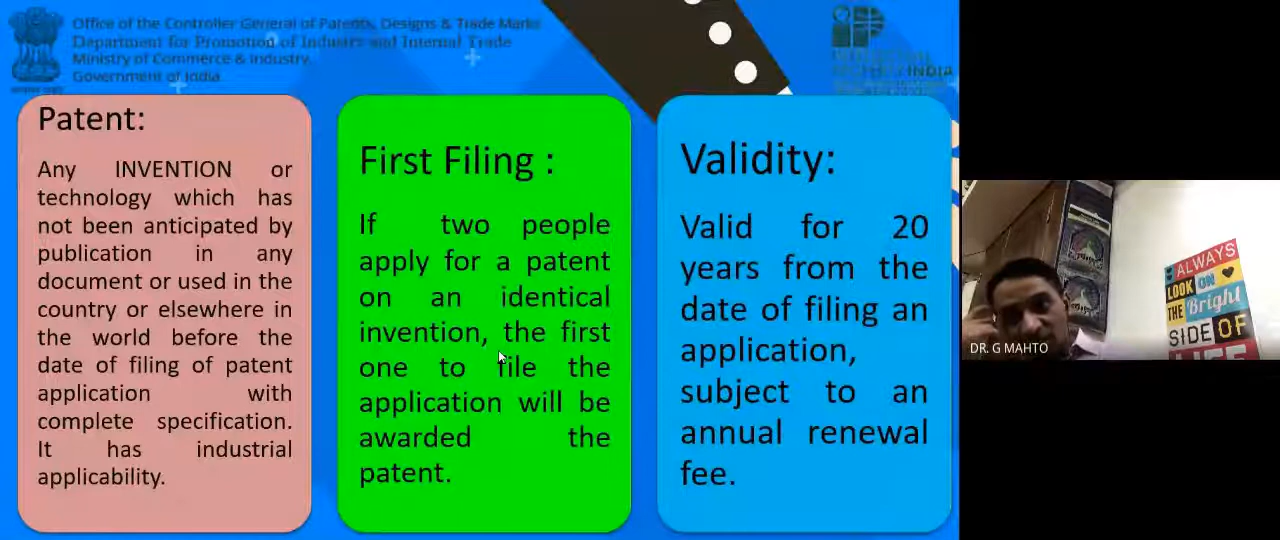 Office of the Controller General of Patents, Designs & Trade Marks
Department for Promotion of Industry and Internal Trade
Ministry of Commerce & Industry,
Government of India
INDIA
Patent:
Any INVENTION or
technology which has
not been anticipated by
publication in any
document or used in the
country or elsewhere in
the world before the
date of filing of patent
application with
complete specification.
It has industrial
applicability.
First Filing :
If two people
apply for a patent
on an identical
invention, the first
one to file the
application will be
awarded the
patent.
Validity:
Valid for 20
years from the
date of filing an
application,
subject to an
annual renewal
fee.
ALWAYS
LOOK ON
THE Bright
SIDE OF
LIFE
DR. G MAHTO